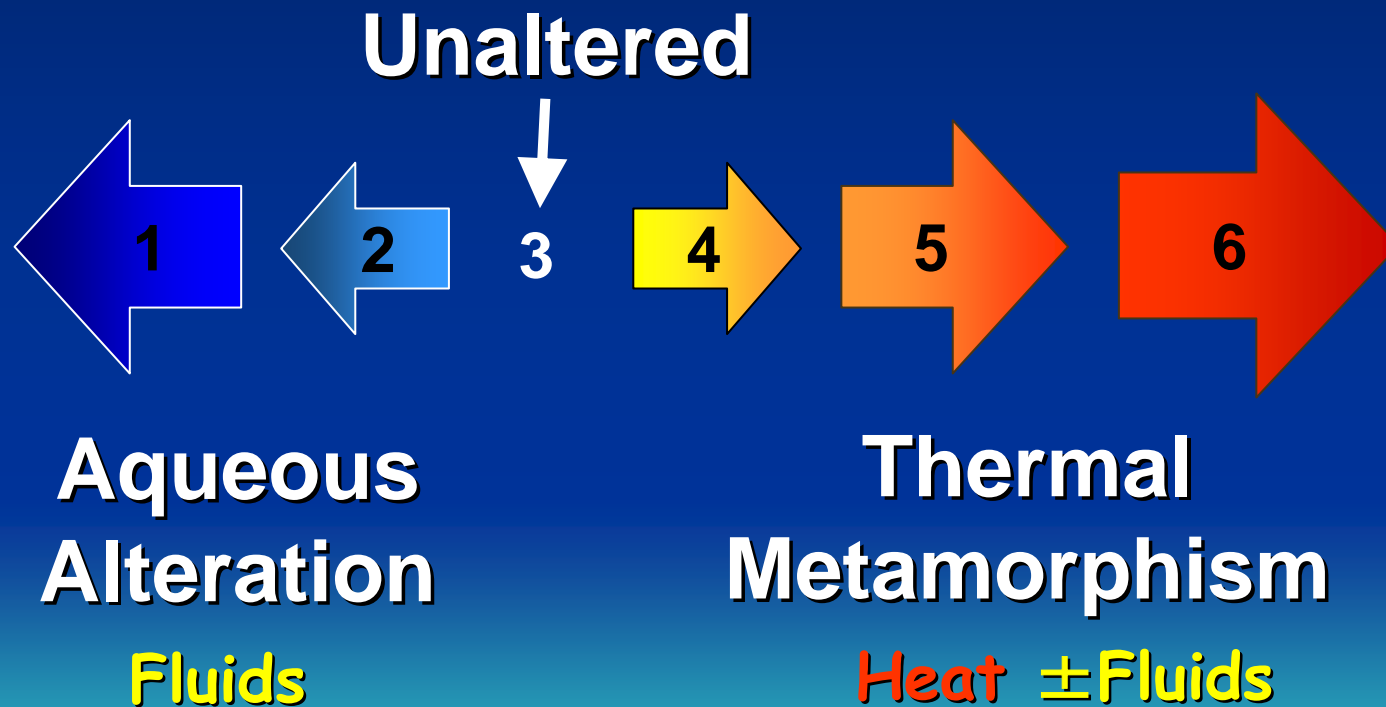 Unaltered
1 2 3 4 5 6
Aqueous
Alteration
Fluids
Thermal
Metamorphism
Heat ±Fluids